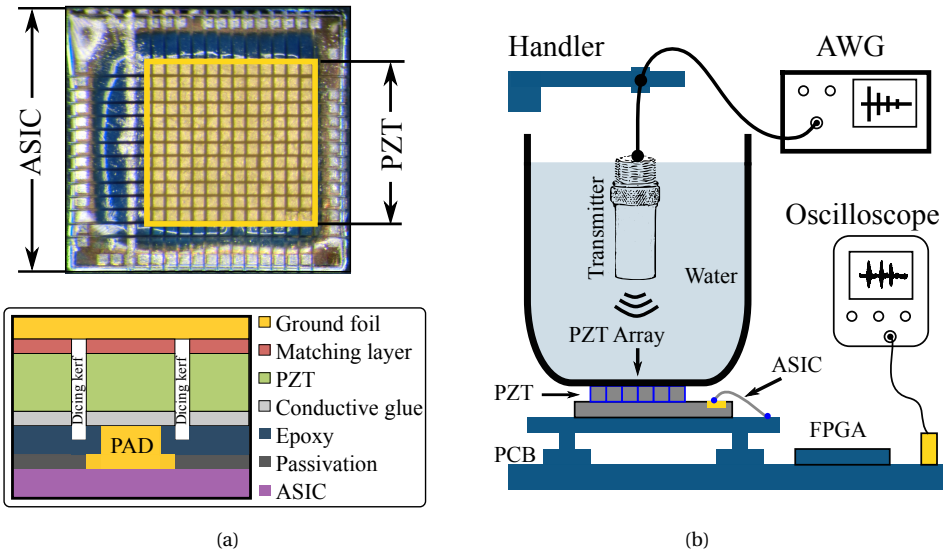 ASIC
PZT
Ground foil
Matching layer
PZT
Conductive glue
Epoxy
Passivation
ASIC
Dicing kerf
Dicing kerf
PAD
(a)
Handler
AWG
Transmitter
Water
Oscilloscope
PZT Array
PZT
ASIC
PCB
FPGA
(b)